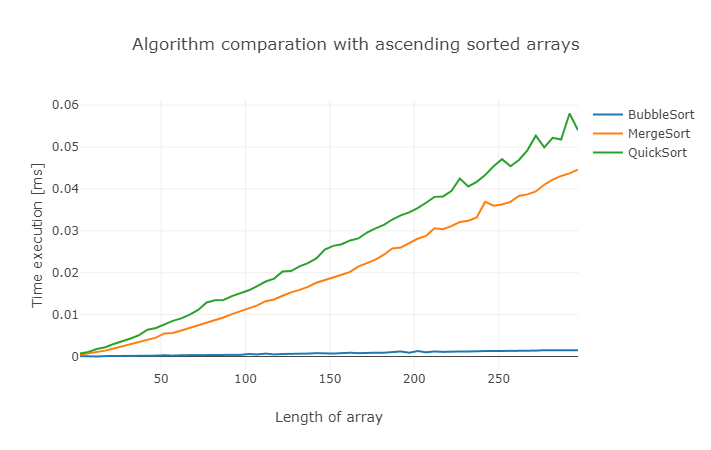 Algorithm comparation with ascending sorted arrays
0.06
0.05
0.04
0.03
0.02
0.01
0
Time execution [ms]
50
100
150
200
250
Length of array
BubbleSort
MergeSort
QuickSort